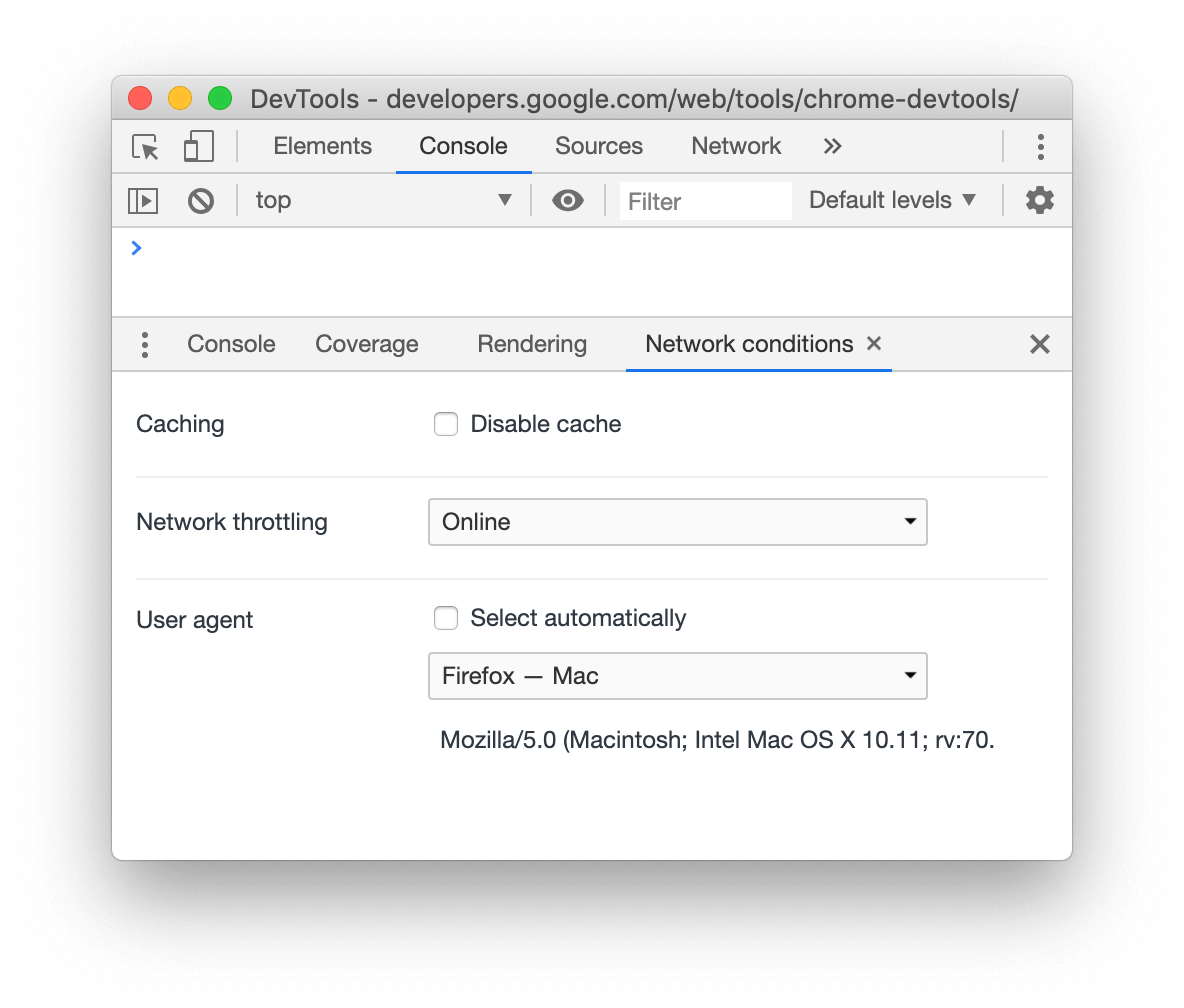 DevTools - developers.google.com/web/tools/chrome-devtools/
Elements Console Sources Network
top Filter Default levels
Console Coverage Rendering Network conditions
Caching Disable cache
Network throttling Online
User agent Select automatically
Firefox — Mac
Mozilla/5.0 (Macintosh; Intel Mac OS X 10.11; rv:70.